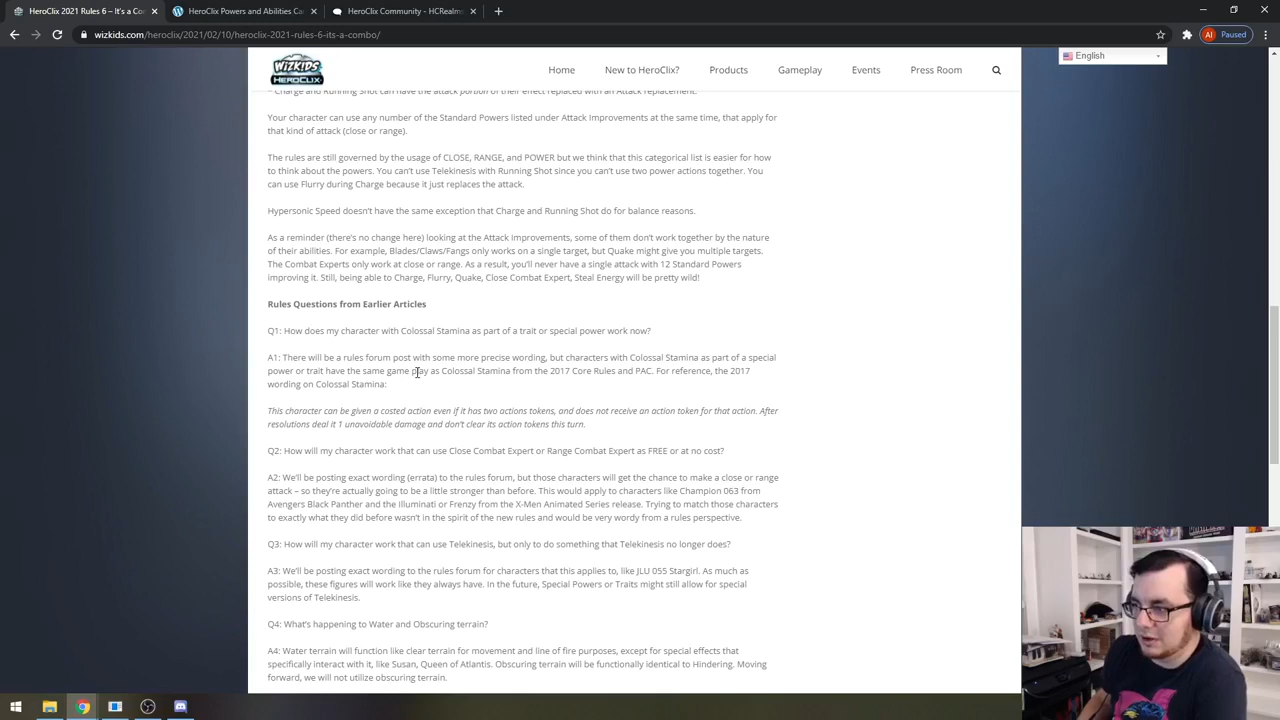 Heroclix 2021 Rules 6 - It's a Co
HeroClix Powers and Abilities Ca
HeroClix Community - HCRealms
wizkids.com/heroclix/2021/02/10/heroclix-2021-rules-6-its-a-combo/
AI Paused
WIZKIDS HEROCLIX
Home New to HeroClix? Products Gameplay Events Press Room
English
– Charge and Running Shot can have the attack portion of their effect replaced with an Attack replacement.
Your character can use any number of the Standard Powers listed under Attack Improvements at the same time, that apply for
that kind of attack (close or range).
The rules are still governed by the usage of CLOSE, RANGE, and POWER but we think that this categorical list is easier for how
to think about the powers. You can't use Telekinesis with Running Shot since you can't use two power actions together. You
can use Flurry during Charge because it just replaces the attack.
Hypersonic Speed doesn't have the same exception that Charge and Running Shot do for balance reasons.
As a reminder (there's no change here) looking at the Attack Improvements, some of them don't work together by the nature
of their abilities. For example, Blades/Claws/Fangs only works on a single target, but Quake might give you multiple targets.
The Combat Experts only work at close or range. As a result, you'll never have a single attack with 12 Standard Powers
improving it. Still, being able to Charge, Flurry, Quake, Close Combat Expert, Steal Energy will be pretty wild!
Rules Questions from Earlier Articles
Q1: How does my character with Colossal Stamina as part of a trait or special power work now?
A1: There will be a rules forum post with some more precise wording, but characters with Colossal Stamina as part of a special
power or trait have the same game play as Colossal Stamina from the 2017 Core Rules and PAC. For reference, the 2017
wording on Colossal Stamina:
This character can be given a costed action even if it has two actions tokens, and does not receive an action token for that action. After
resolutions deal it 1 unavoidable damage and don't clear its action tokens this turn.
Q2: How will my character work that can use Close Combat Expert or Range Combat Expert as FREE or at no cost?
A2: We'll be posting exact wording (errata) to the rules forum, but those characters will get the chance to make a close or range
attack – so they're actually going to be a little stronger than before. This would apply to characters like Champion 063 from
Avengers Black Panther and the Illuminati or Frenzy from the X-Men Animated Series release. Trying to match those characters
to exactly what they did before wasn't in the spirit of the new rules and would be very wordy from a rules perspective.
Q3: How will my character work that can use Telekinesis, but only to do something that Telekinesis no longer does?
A3: We'll be posting exact wording to the rules forum for characters that this applies to, like JLU 055 Stargirl. As much as
possible, these figures will work like they always have. In the future, Special Powers or Traits might still allow for special
versions of Telekinesis.
Q4: What's happening to Water and Obscuring terrain?
A4: Water terrain will function like clear terrain for movement and line of fire purposes, except for special effects that
specifically interact with it, like Susan, Queen of Atlantis. Obscuring terrain will be functionally identical to Hindering. Moving
forward, we will not utilize obscuring terrain.